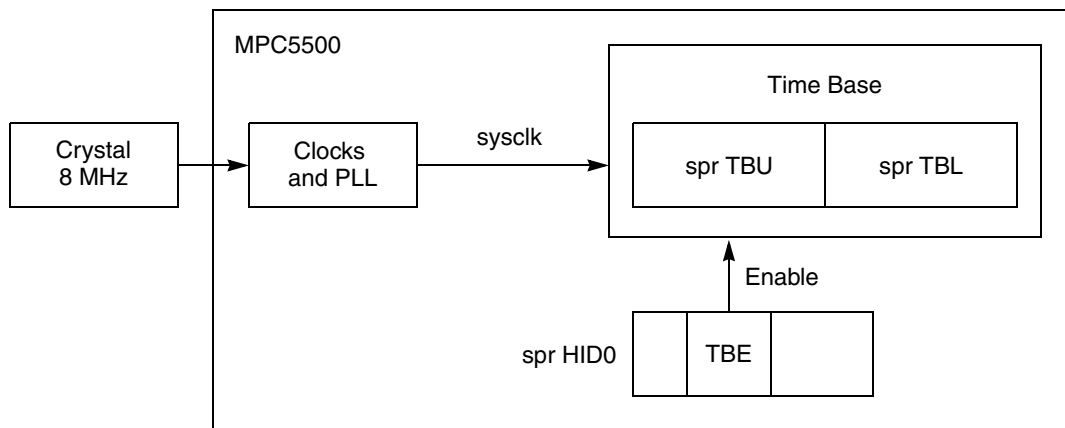 MPC5500
Time Base
Crystal
8 MHz
Clocks
and PLL
sysclk
spr TBU
spr TBL
Enable
spr HID0
TBE